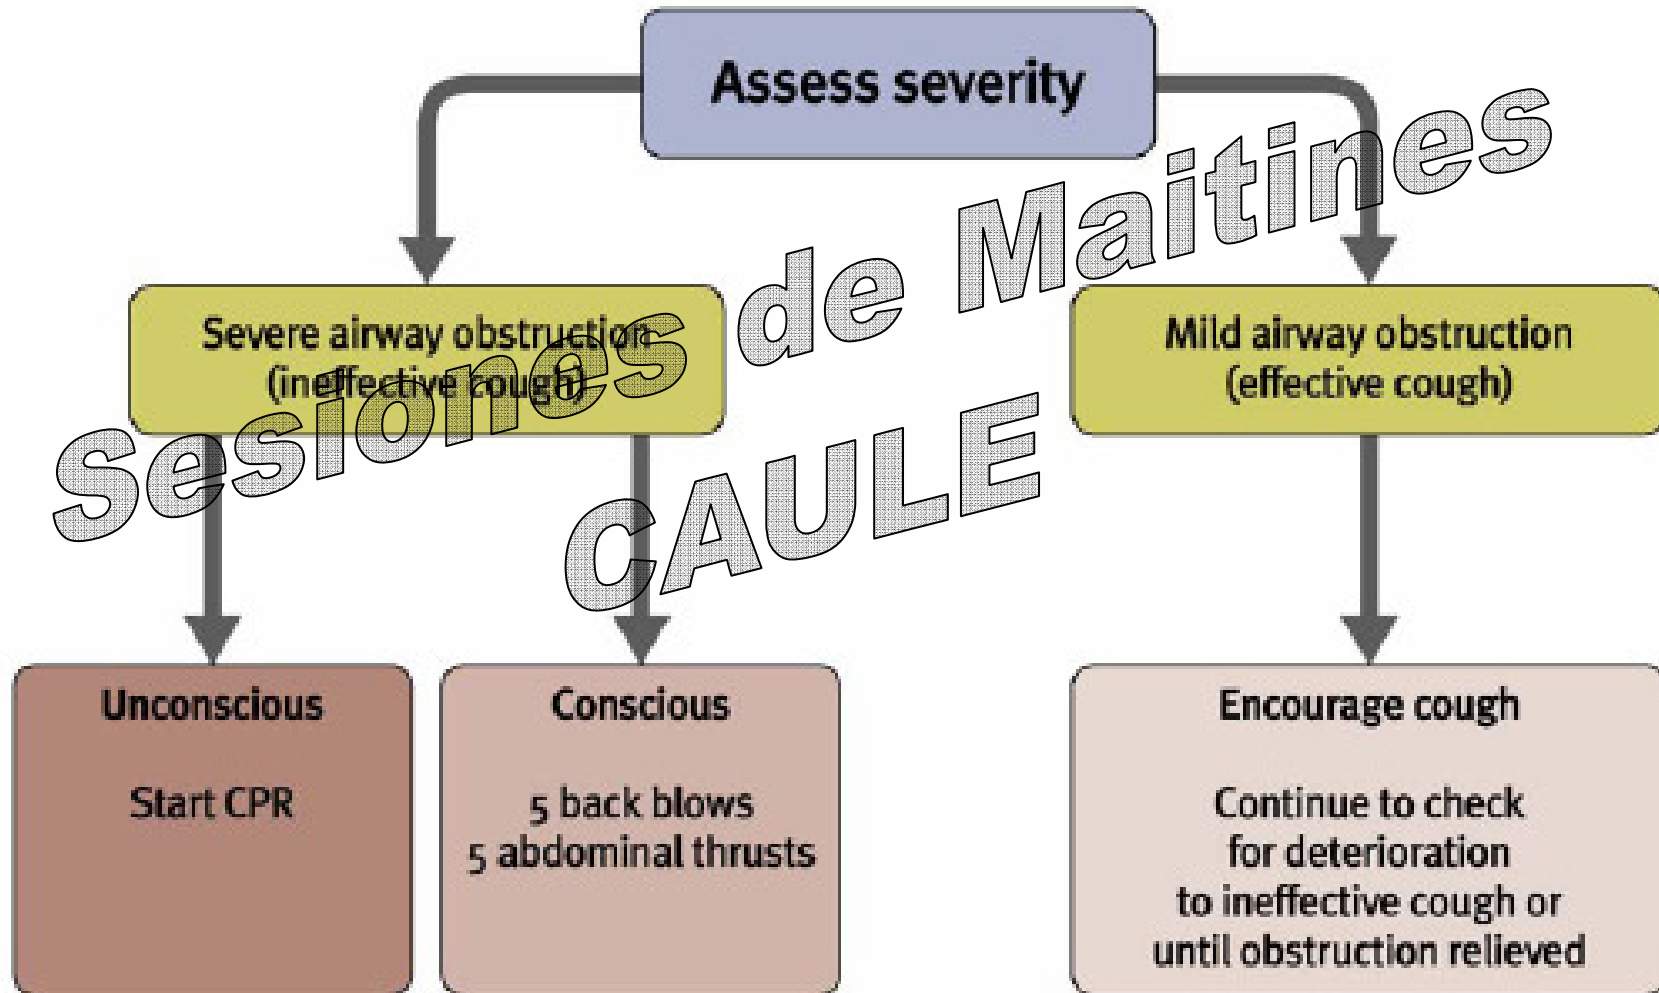 Assess severity
Severe airway obstruction
(ineffective cough)
Mild airway obstruction
(effective cough)
Sesiones de Maitines
CAULE
Unconscious
Start CPR
Conscious
5 back blows
5 abdominal thrusts
Encourage cough
Continue to check
for deterioration
to ineffective cough or
until obstruction relieved